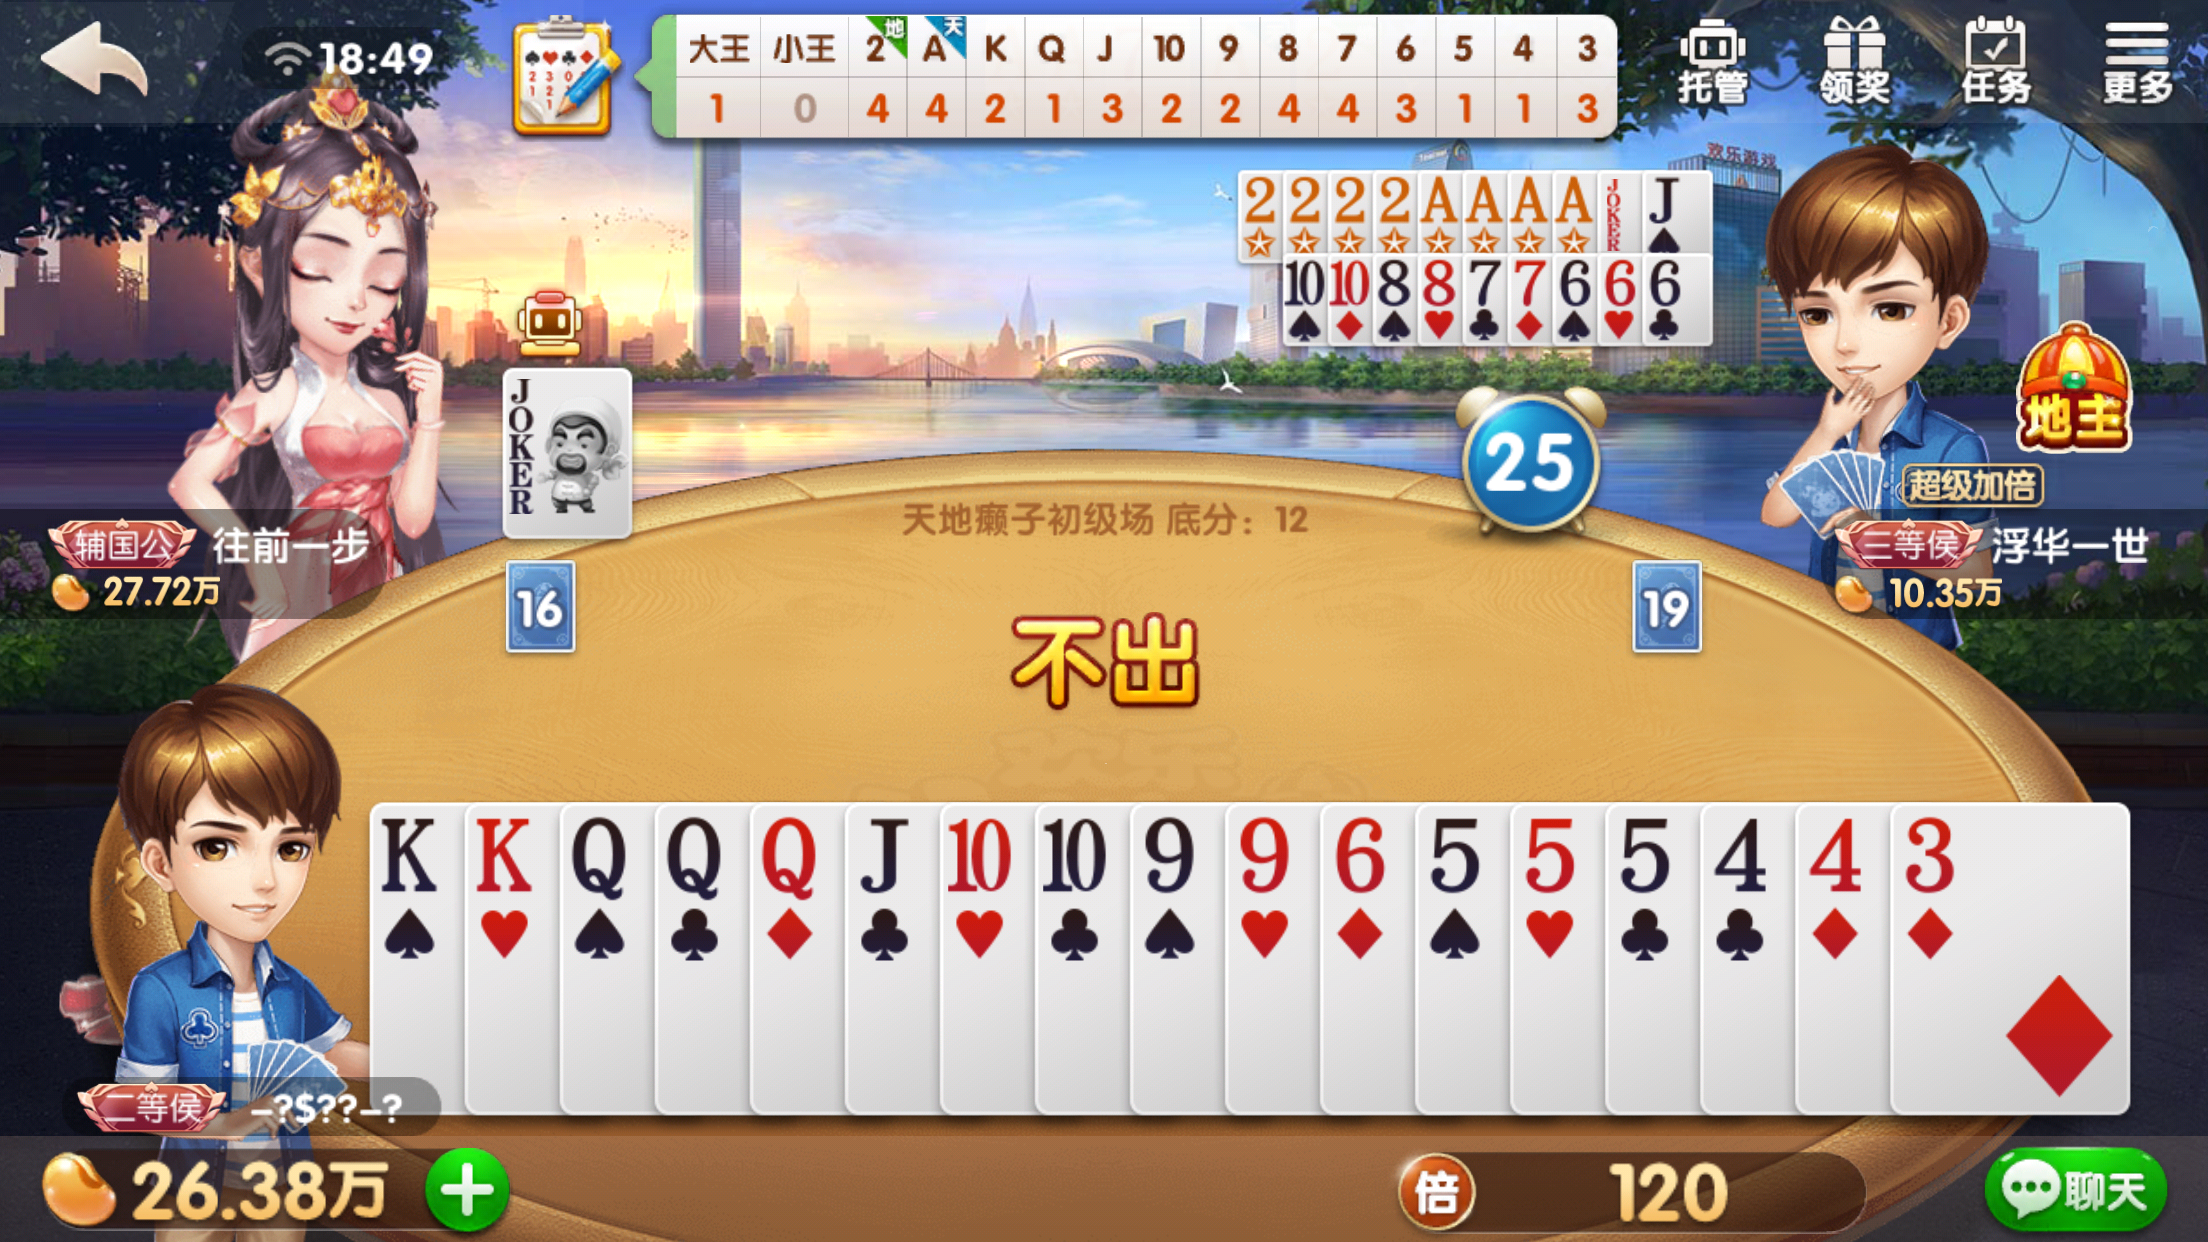 18:49
大王 小王 2 地 A 天 K Q J 10 9 8 7 6 5 4 3
1 0 4 4 2 1 3 2 2 4 4 3 1 1 3
托管 领奖 任务 更多
欢乐游戏
2 2 2 2 A A A A JOKER J
10 10 8 8 7 7 6 6 6
JOKER
25
地主
超级加倍
天地癞子初级场 底分：12
辅国公 往前一步
27.72万
三等侯 浮华一世
10.35万
16
19
不出
欢乐
K K Q Q Q J 10 10 9 9 6 5 5 5 4 4 3
二等侯 –?$??–?
26.38万
倍 120
聊天